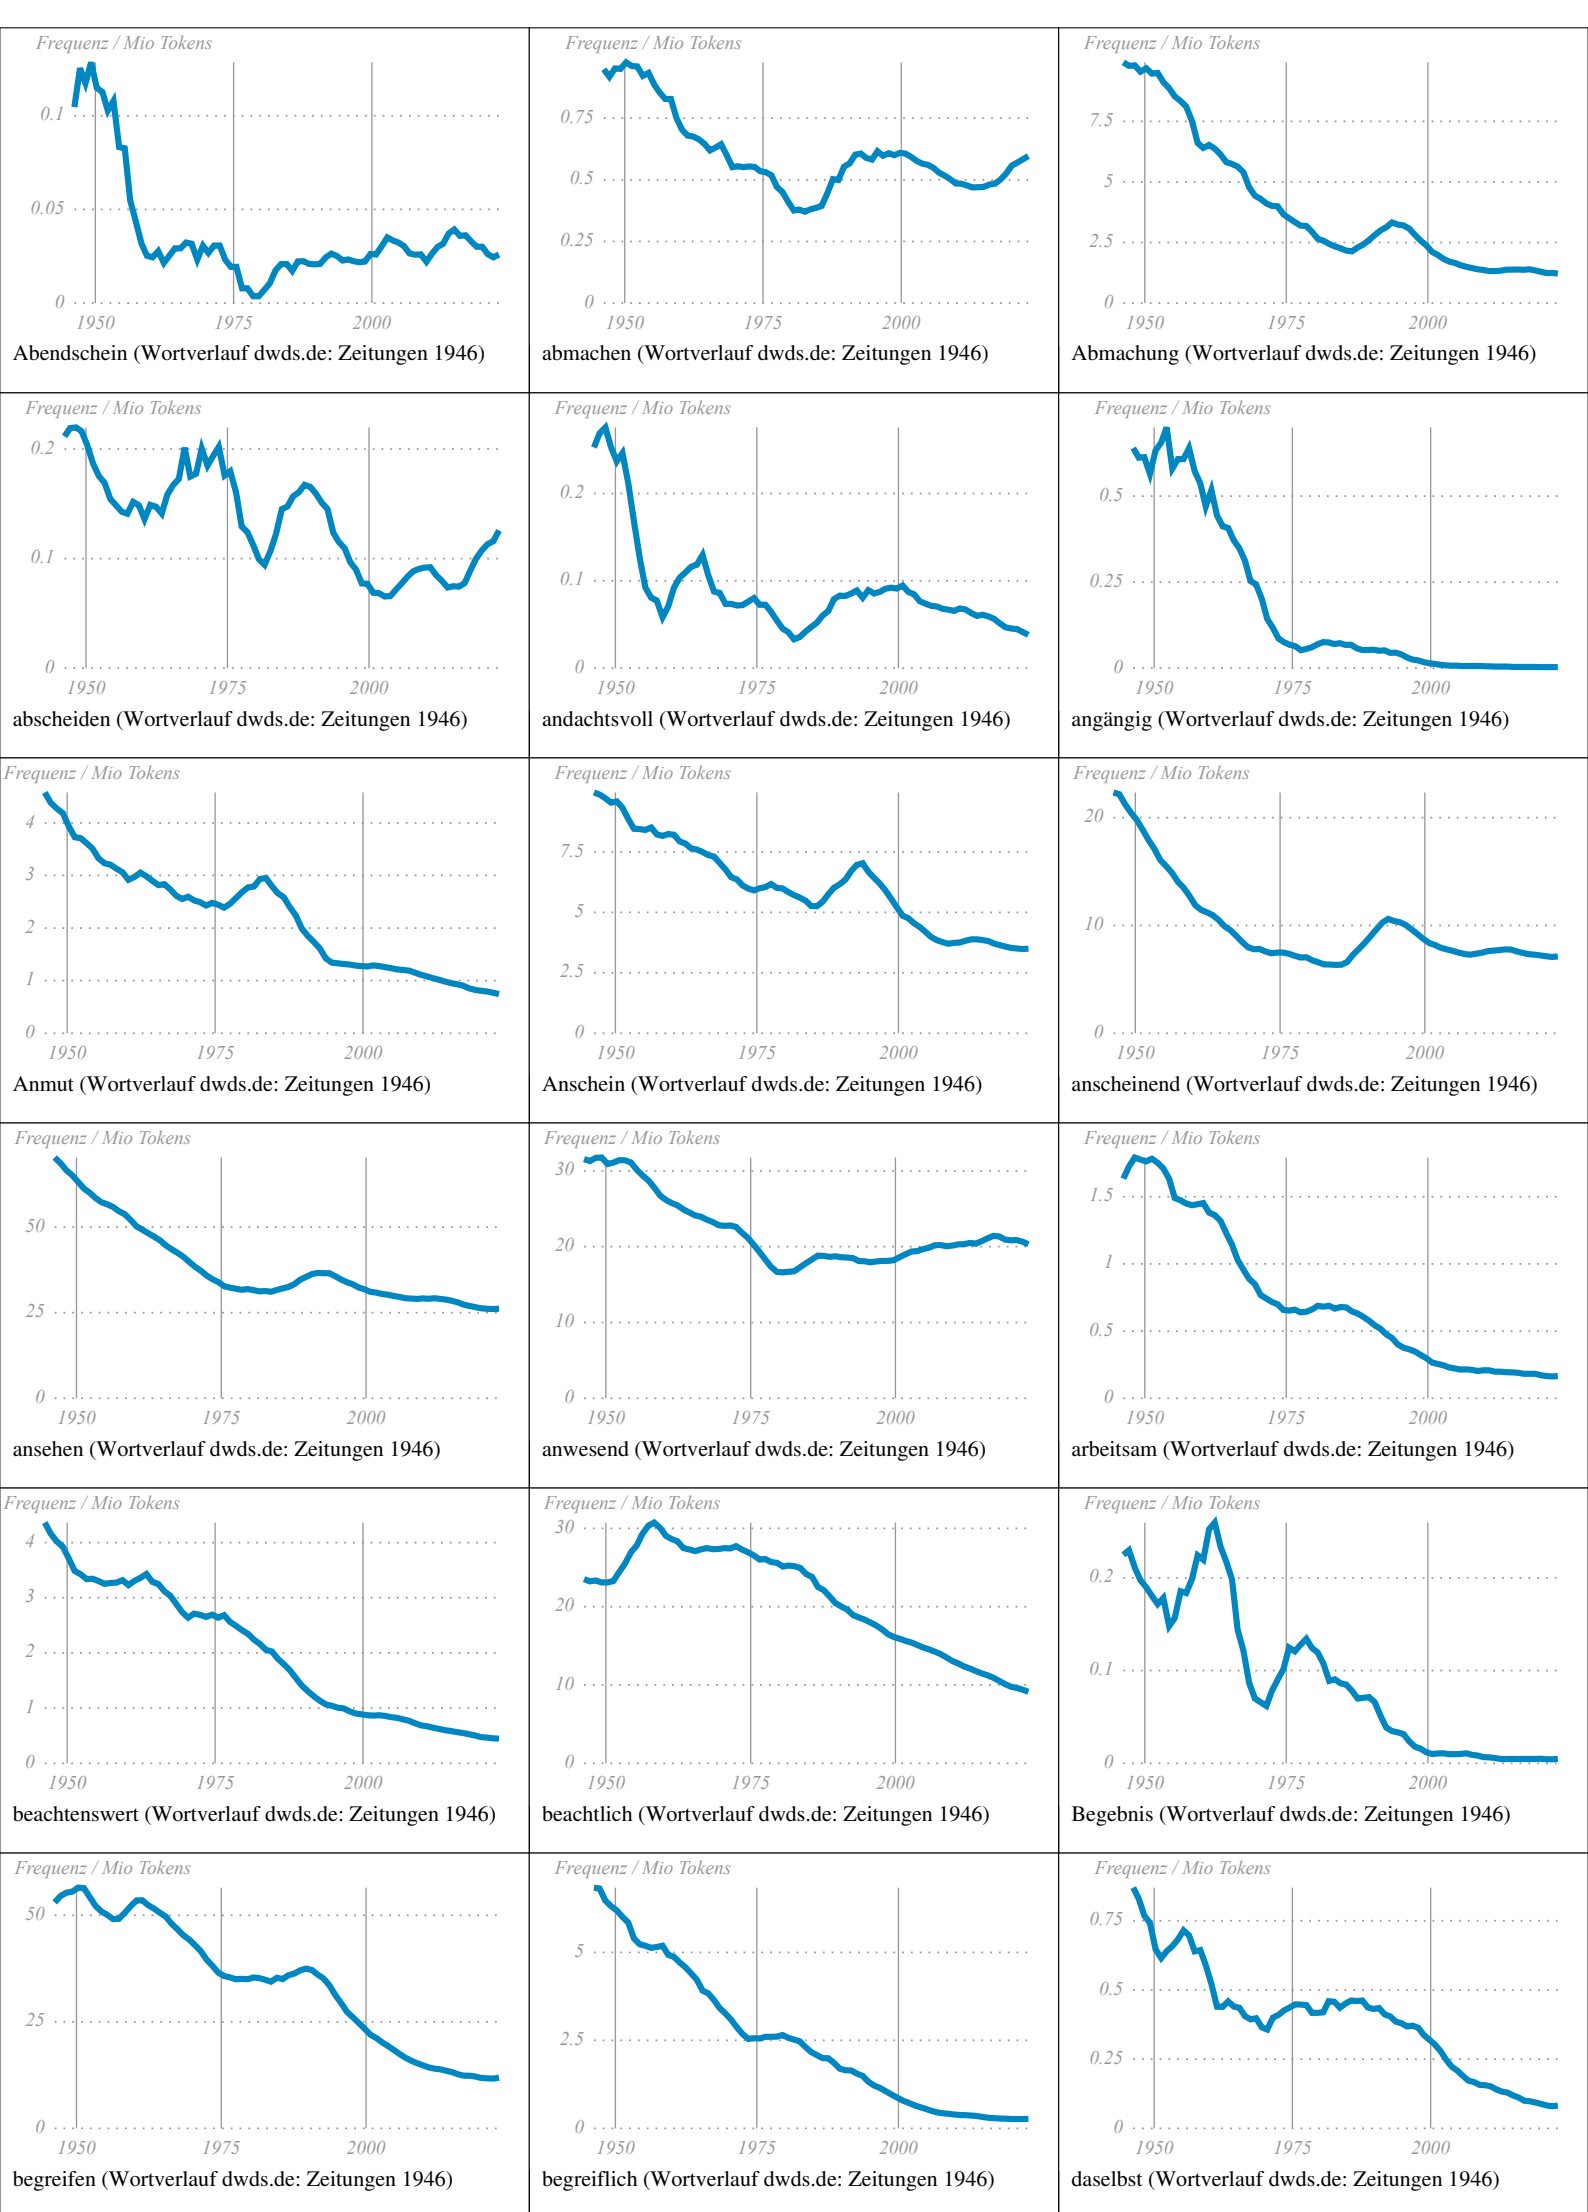 Frequenz / Mio Tokens
0.1
0.05
0
1950 1975 2000
Abendschein (Wortverlauf dwds.de: Zeitungen 1946)
Frequenz / Mio Tokens
0.75
0.5
0.25
0
1950 1975 2000
abmachen (Wortverlauf dwds.de: Zeitungen 1946)
Frequenz / Mio Tokens
7.5
5
2.5
0
1950 1975 2000
Abmachung (Wortverlauf dwds.de: Zeitungen 1946)
Frequenz / Mio Tokens
0.2
0.1
0
1950 1975 2000
abscheiden (Wortverlauf dwds.de: Zeitungen 1946)
Frequenz / Mio Tokens
0.2
0.1
0
1950 1975 2000
andachtsvoll (Wortverlauf dwds.de: Zeitungen 1946)
Frequenz / Mio Tokens
0.5
0.25
0
1950 1975 2000
angängig (Wortverlauf dwds.de: Zeitungen 1946)
Frequenz / Mio Tokens
4
3
2
1
0
1950 1975 2000
Anmut (Wortverlauf dwds.de: Zeitungen 1946)
Frequenz / Mio Tokens
7.5
5
2.5
0
1950 1975 2000
Anschein (Wortverlauf dwds.de: Zeitungen 1946)
Frequenz / Mio Tokens
20
10
0
1950 1975 2000
anscheinend (Wortverlauf dwds.de: Zeitungen 1946)
Frequenz / Mio Tokens
50
25
0
1950 1975 2000
ansehen (Wortverlauf dwds.de: Zeitungen 1946)
Frequenz / Mio Tokens
30
20
10
0
1950 1975 2000
anwesend (Wortverlauf dwds.de: Zeitungen 1946)
Frequenz / Mio Tokens
1.5
1
0.5
0
1950 1975 2000
arbeitsam (Wortverlauf dwds.de: Zeitungen 1946)
Frequenz / Mio Tokens
4
3
2
1
0
1950 1975 2000
beachtenswert (Wortverlauf dwds.de: Zeitungen 1946)
Frequenz / Mio Tokens
30
20
10
0
1950 1975 2000
beachtlich (Wortverlauf dwds.de: Zeitungen 1946)
Frequenz / Mio Tokens
0.2
0.1
0
1950 1975 2000
Begebnis (Wortverlauf dwds.de: Zeitungen 1946)
Frequenz / Mio Tokens
50
25
0
1950 1975 2000
begreifen (Wortverlauf dwds.de: Zeitungen 1946)
Frequenz / Mio Tokens
5
2.5
0
1950 1975 2000
begreiflich (Wortverlauf dwds.de: Zeitungen 1946)
Frequenz / Mio Tokens
0.75
0.5
0.25
0
1950 1975 2000
daselbst (Wortverlauf dwds.de: Zeitungen 1946)